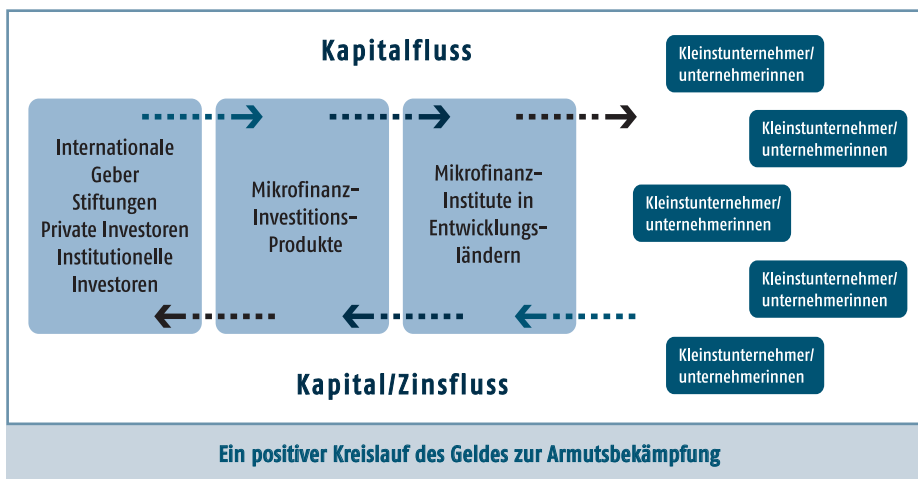 Kapitalfluss
Internationale
Geber
Stiftungen
Private Investoren
Institutionelle
Investoren
Mikrofinanz–
Investitions–
Produkte
Mikrofinanz–
Institute in
Entwicklungs–
ländern
Kleinstunternehmer/
unternehmerinnen
Kleinstunternehmer/
unternehmerinnen
Kleinstunternehmer/
unternehmerinnen
Kleinstunternehmer/
unternehmerinnen
Kleinstunternehmer/
unternehmerinnen
Kapital/Zinsfluss
Ein positiver Kreislauf des Geldes zur Armutsbekämpfung